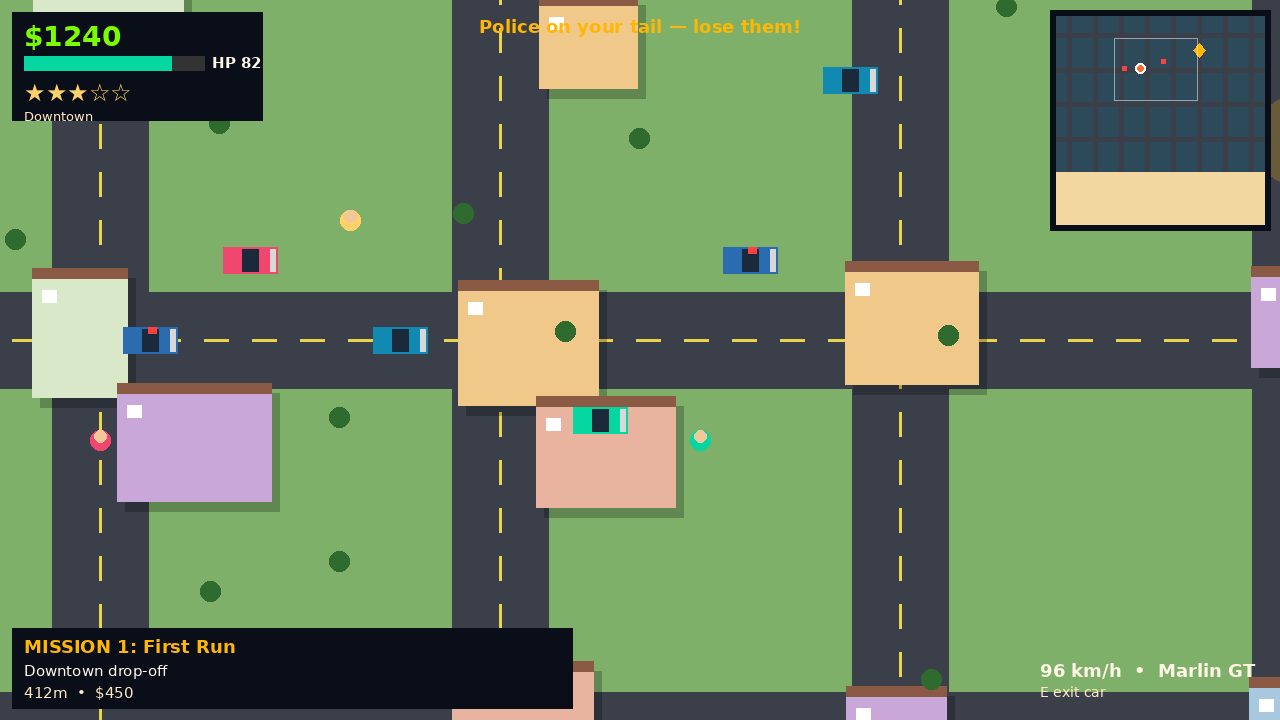 $1240
HP 82
★★★☆☆
Downtown
Police on your tail — lose them!
MISSION 1: First Run
Downtown drop-off
412m • $450
96 km/h • Marlin GT
E exit car